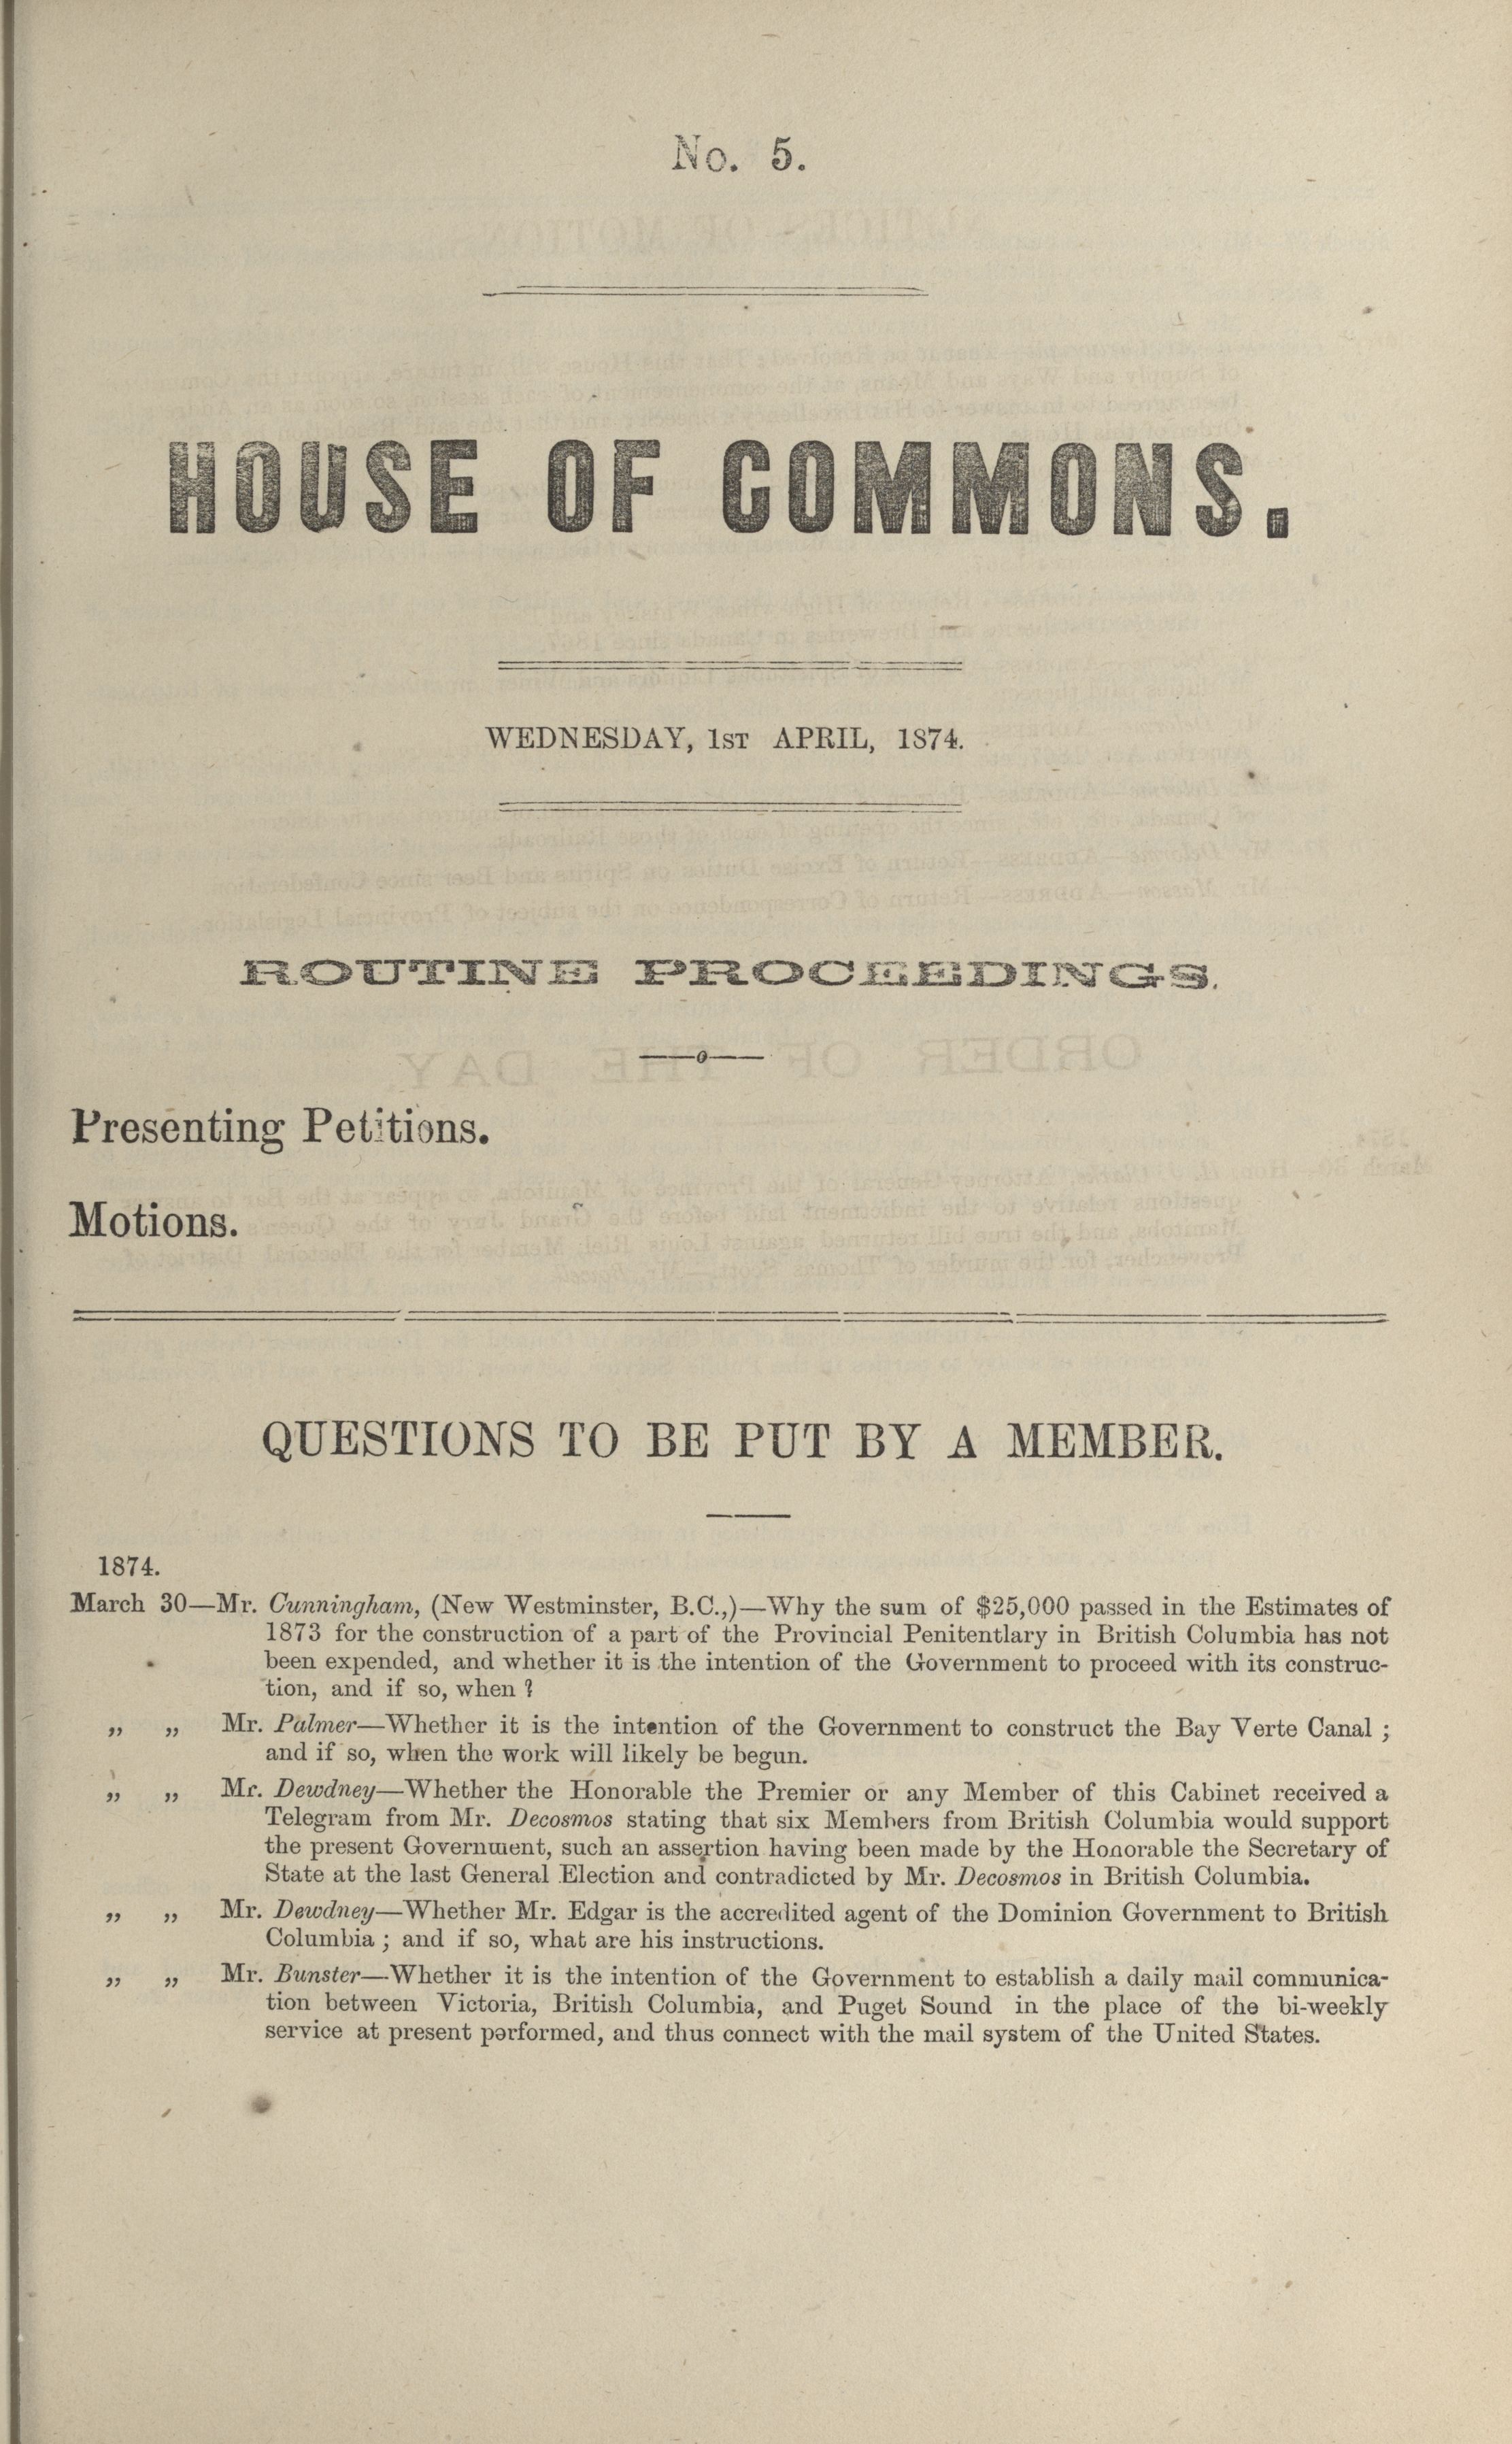 No. 5.
HOUSE OF COMMONS.
WEDNESDAY, 1ST APRIL, 1874.
ROUTINE PROCEEDINGS.
Presenting Petitions.
Motions.
QUESTIONS TO BE PUT BY A MEMBER.
1874.
March 30—Mr. Cunningham, (New Westminster, B.C.,)—Why the sum of $25,000 passed in the Estimates of
1873 for the construction of a part of the Provincial Penitentlary in British Columbia has not
been expended, and whether it is the intention of the Government to proceed with its construc-
tion, and if so, when ?
„ „ Mr. Palmer—Whether it is the intention of the Government to construct the Bay Verte Canal ;
and if so, when the work will likely be begun.
„ „ Mr. Dewdney—Whether the Honorable the Premier or any Member of this Cabinet received a
Telegram from Mr. Decosmos stating that six Members from British Columbia would support
the present Government, such an assertion having been made by the Honorable the Secretary of
State at the last General Election and contradicted by Mr. Decosmos in British Columbia.
„ „ Mr. Dewdney—Whether Mr. Edgar is the accredited agent of the Dominion Government to British
Columbia ; and if so, what are his instructions.
„ „ Mr. Bunster—Whether it is the intention of the Government to establish a daily mail communica-
tion between Victoria, British Columbia, and Puget Sound in the place of the bi-weekly
service at present performed, and thus connect with the mail system of the United States.